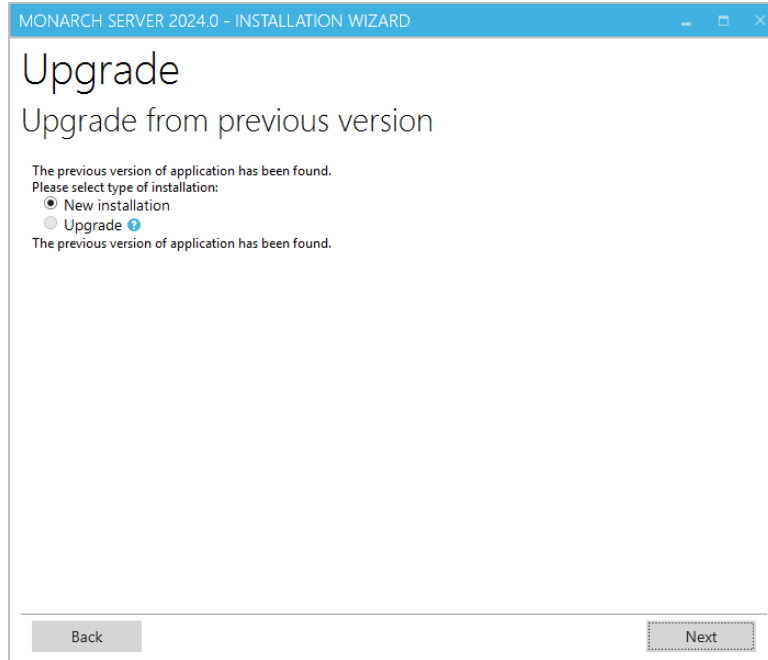 MONARCH SERVER 2024.0 - INSTALLATION WIZARD
Upgrade
Upgrade from previous version
The previous version of application has been found.
Please select type of installation:
New installation
Upgrade ?
The previous version of application has been found.
Back
Next